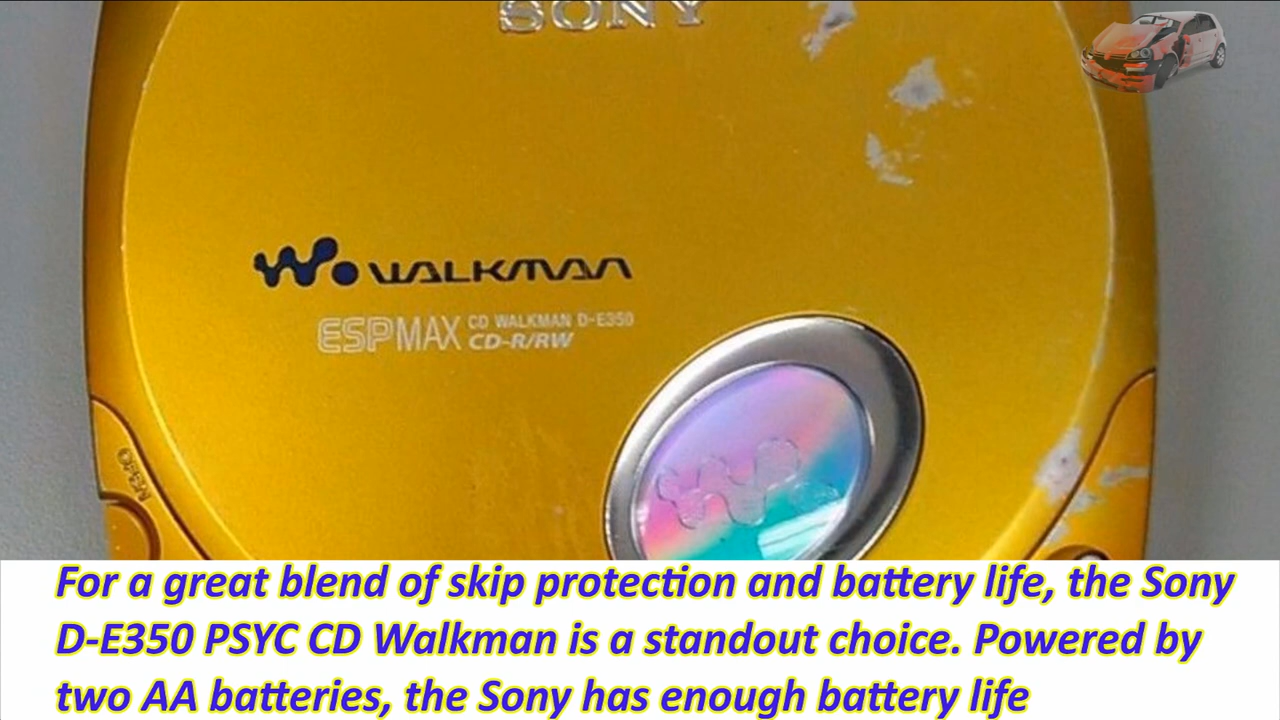 SONY
WALKMAN
ESPMAX CD WALKMAN D-E350
CD-R/RW
OPEN
For a great blend of skip protection and battery life, the Sony
D-E350 PSYC CD Walkman is a standout choice. Powered by
two AA batteries, the Sony has enough battery life